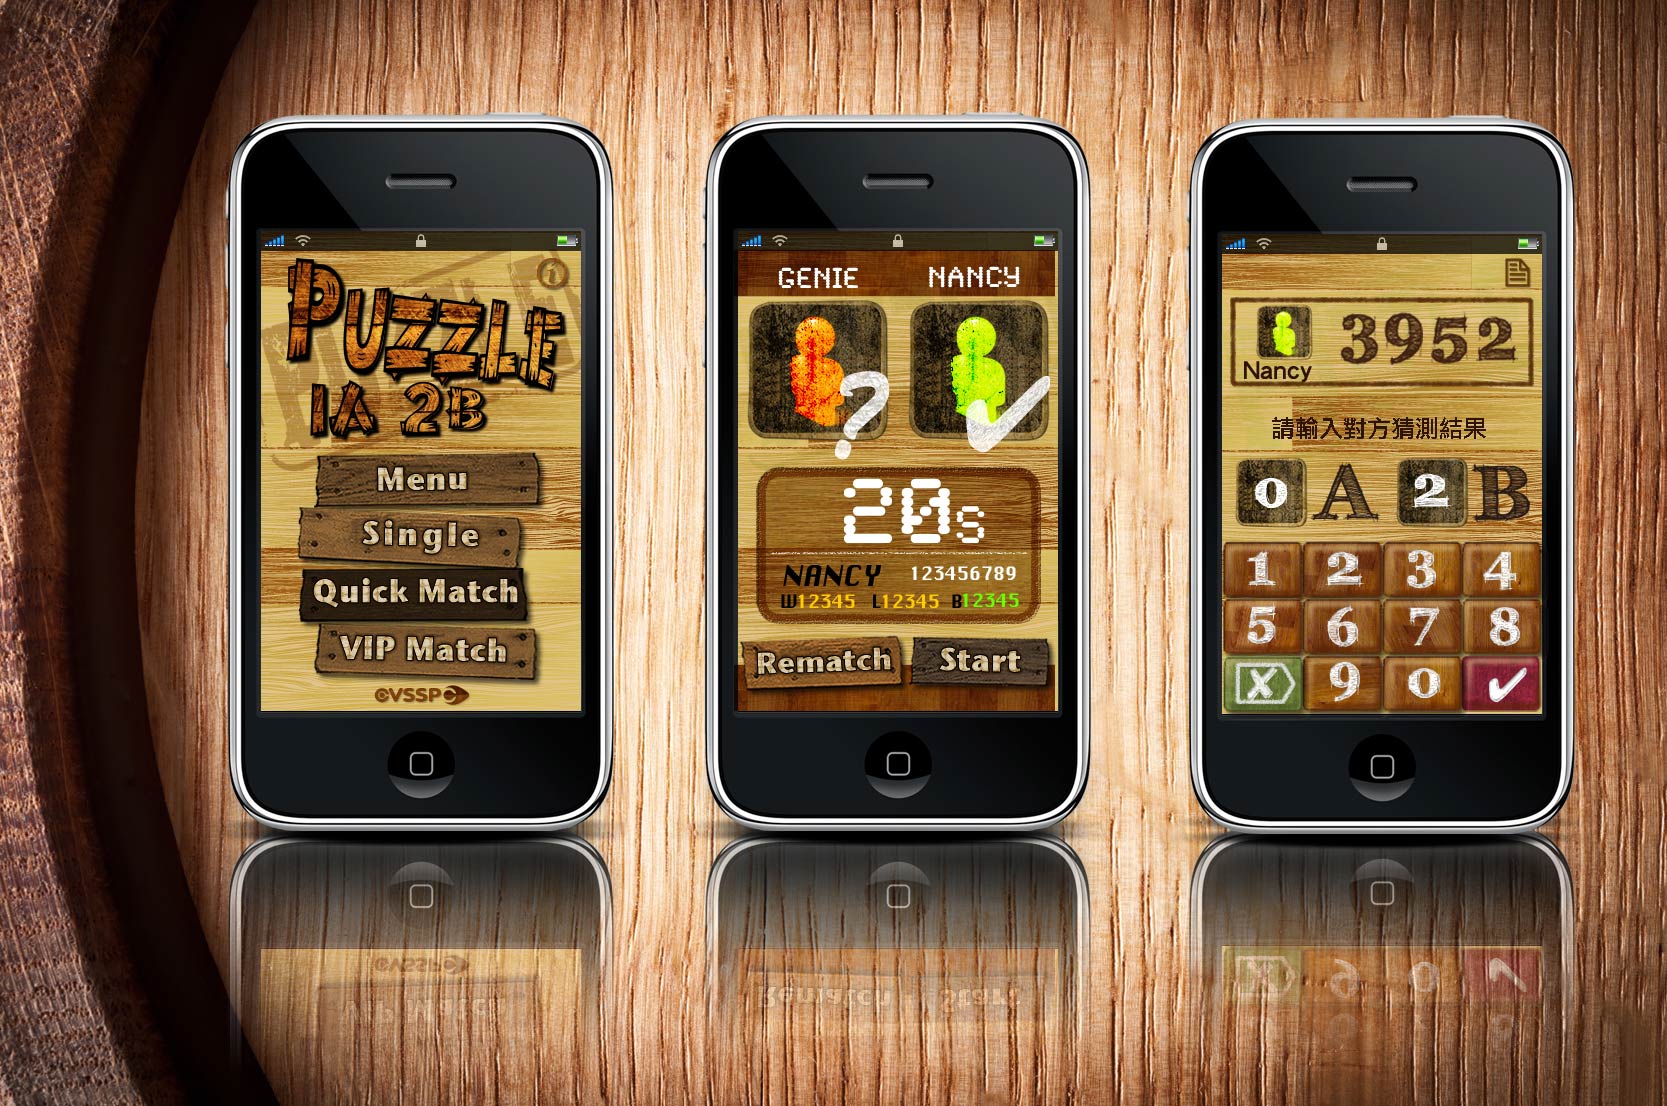 PUZZLE
1A 2B
Menu
Single
Quick Match
VIP Match
VSSP
GENIE NANCY
?
20s
NANCY 123456789
W12345 L12345 B12345
Rematch Start
Nancy 3952
請輸入對方猜測結果
0 A 2 B
1 2 3 4
5 6 7 8
X 9 0